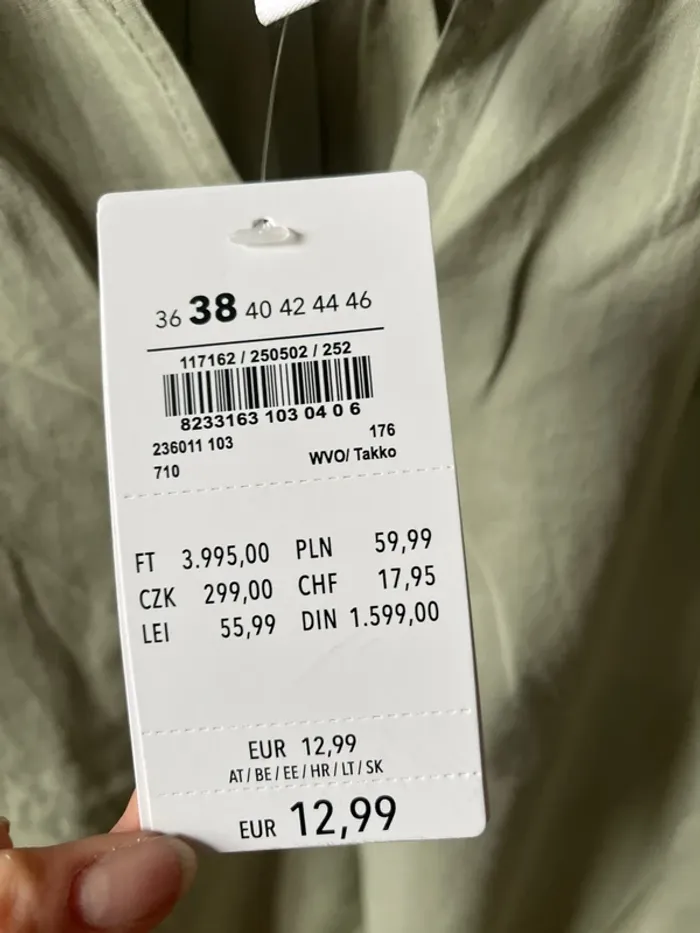 36 38 40 42 44 46
117162 / 250502 / 252
8233163 103 04 0 6
236011 103 176
710 WVO/ Takko
FT 3.995,00 PLN 59,99
CZK 299,00 CHF 17,95
LEI 55,99 DIN 1.599,00
EUR 12,99
AT / BE / EE / HR / LT / SK
EUR 12,99